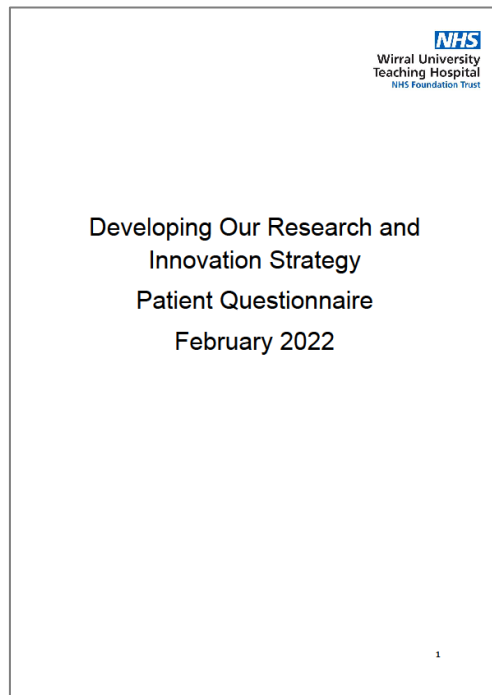 NHS
Wirral University
Teaching Hospital
NHS Foundation Trust
Developing Our Research and
Innovation Strategy
Patient Questionnaire
February 2022
1